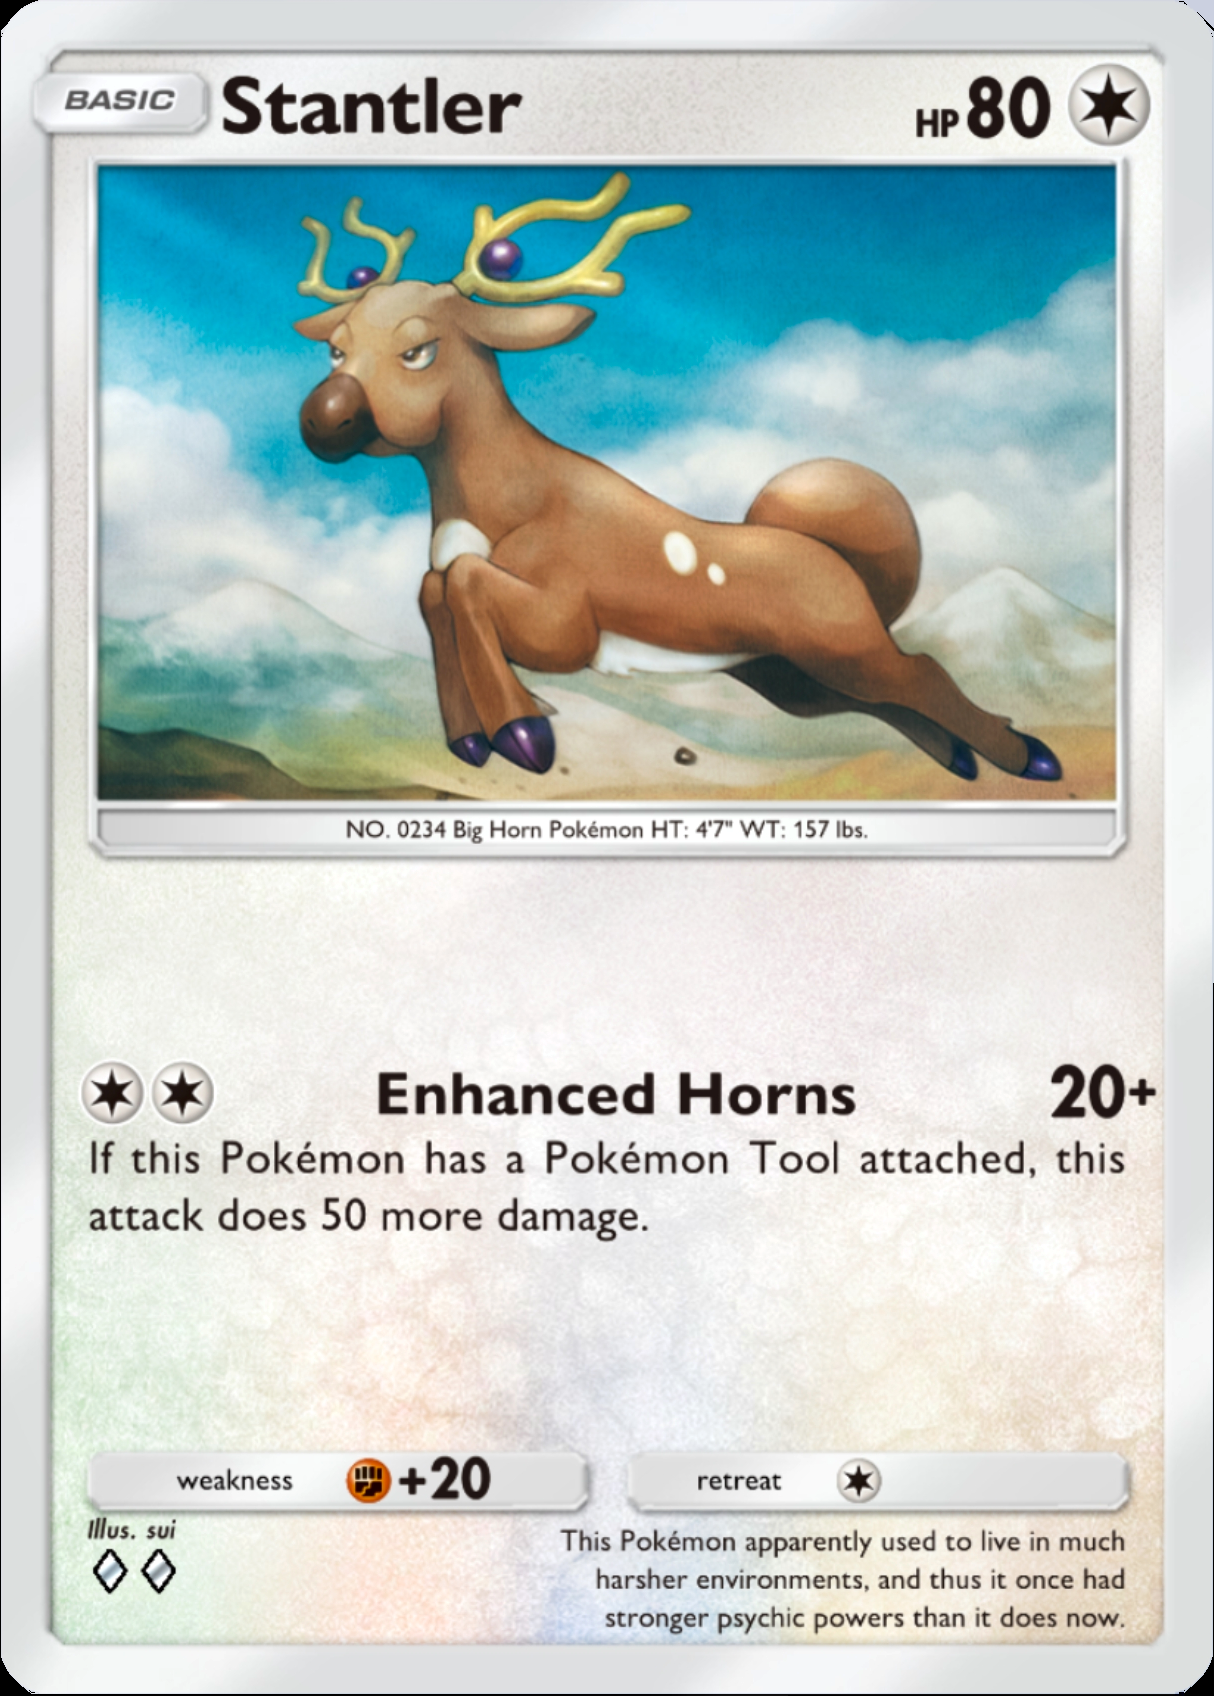 BASIC Stantler HP 80
NO. 0234 Big Horn Pokémon HT: 4'7" WT: 157 lbs.
Enhanced Horns 20+
If this Pokémon has a Pokémon Tool attached, this
attack does 50 more damage.
weakness +20 retreat
Illus. sui
This Pokémon apparently used to live in much
harsher environments, and thus it once had
stronger psychic powers than it does now.